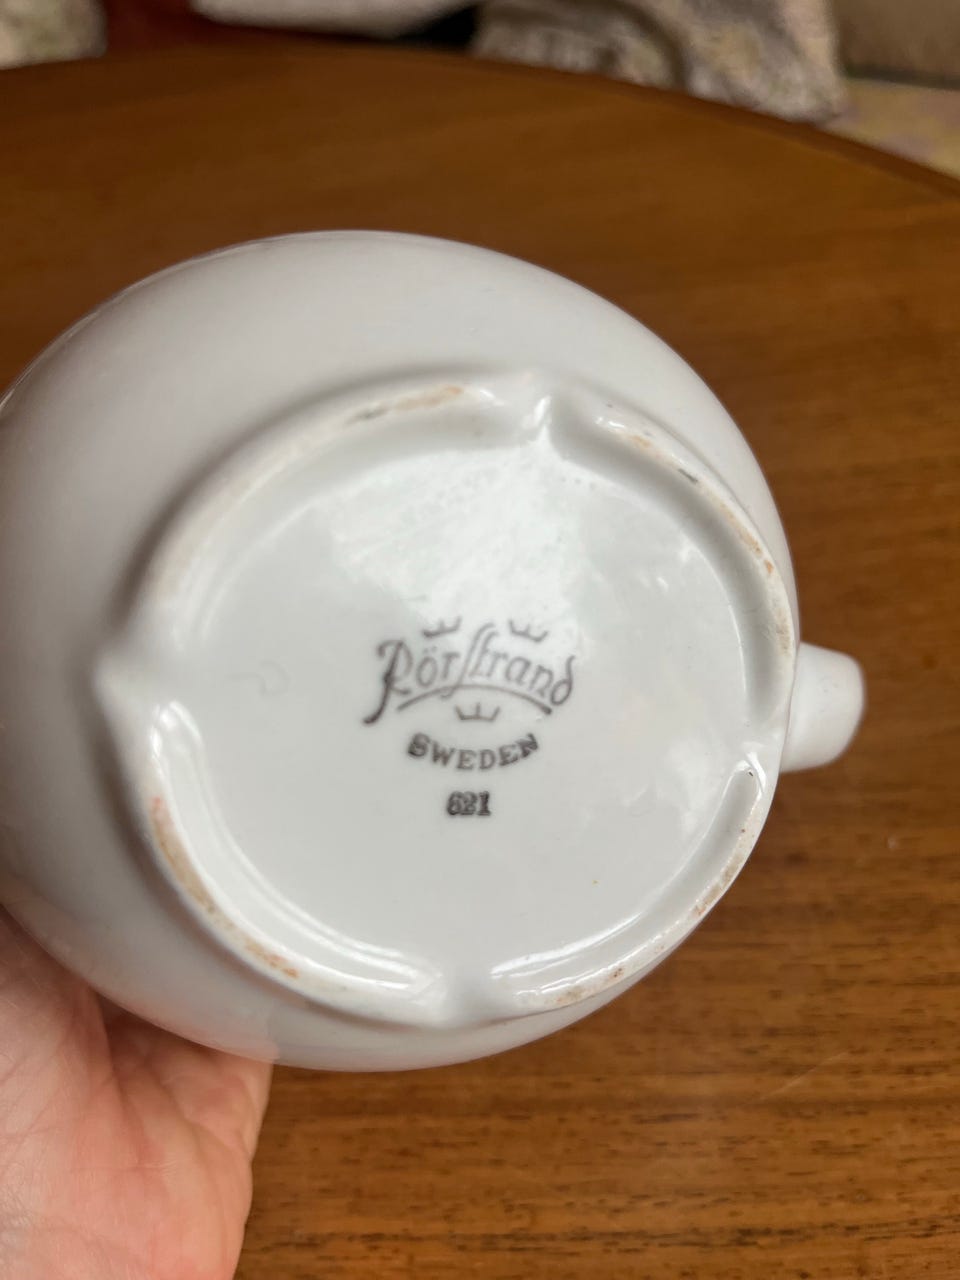 Rörstrand
SWEDEN
621